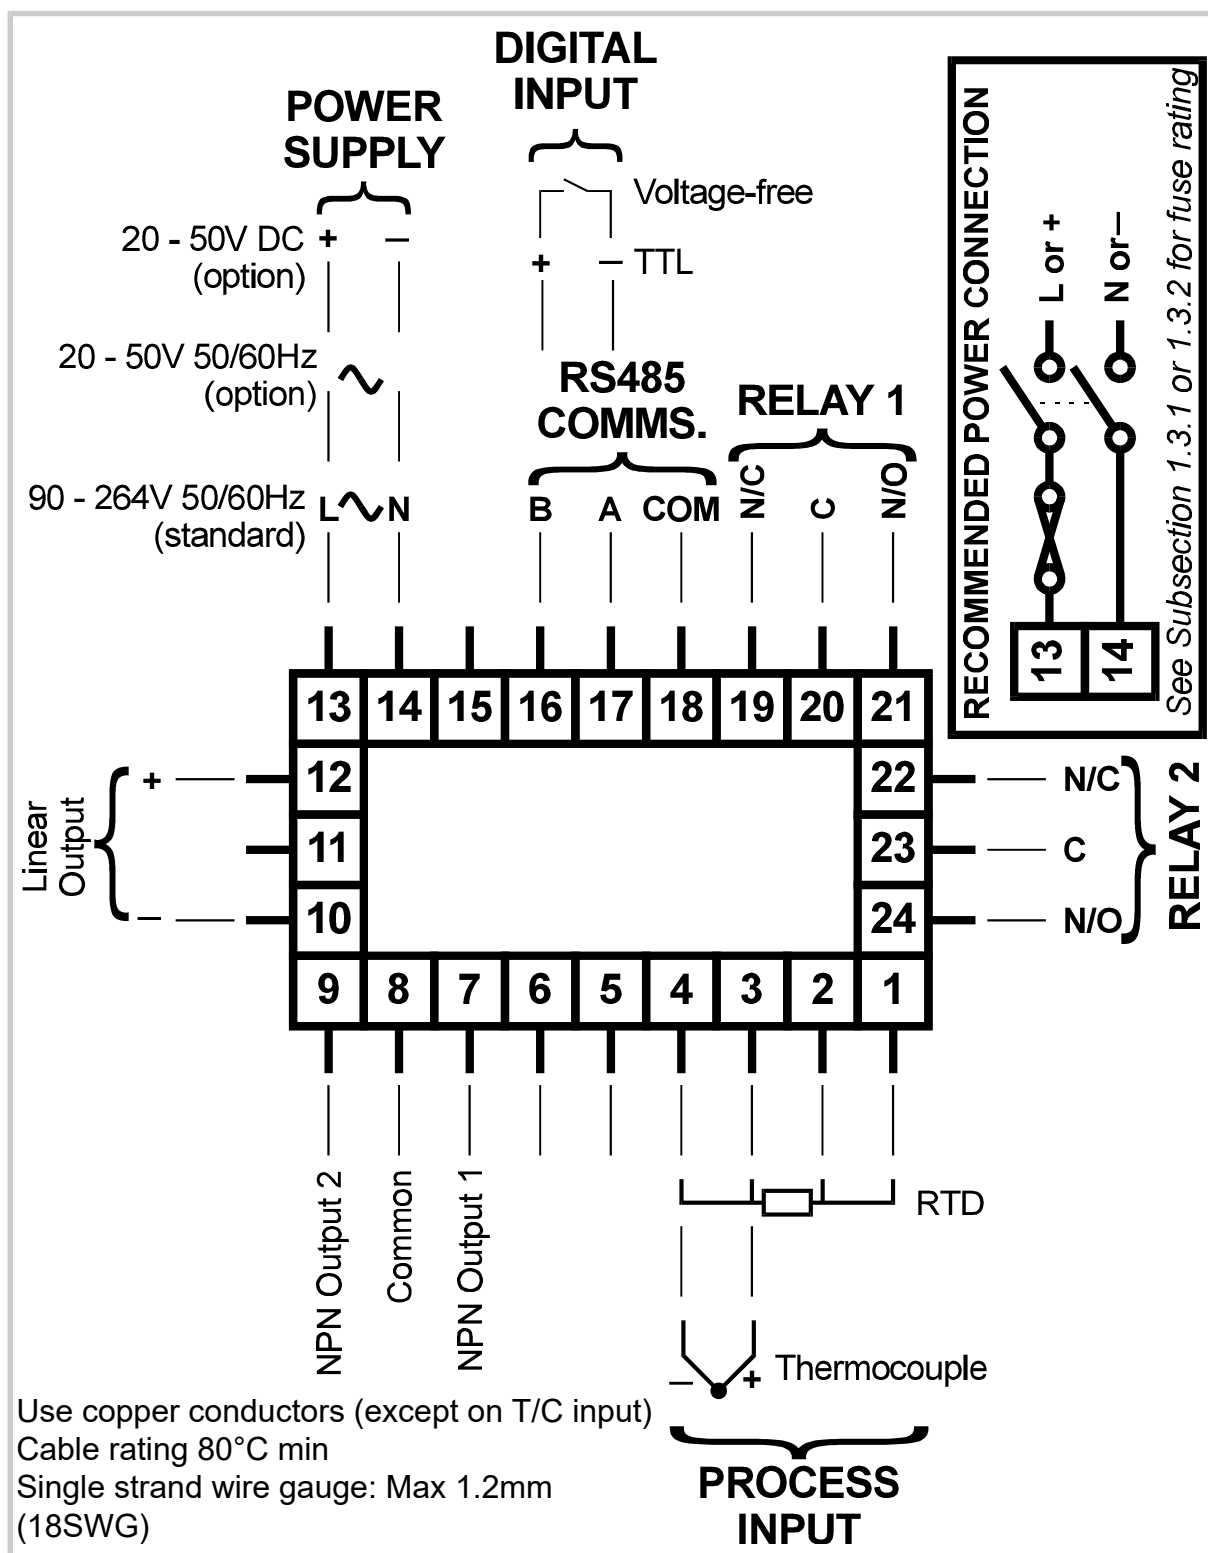 DIGITAL
INPUT
POWER
SUPPLY
Voltage-free
20 - 50V DC + −
(option)
+ − TTL
20 - 50V 50/60Hz
(option)
RS485
COMMS.
RELAY 1
90 - 264V 50/60Hz L N
(standard)
B A COM N/C C N/O
RECOMMENDED POWER CONNECTION
L or +
N or −
13
14
See Subsection 1.3.1 or 1.3.2 for fuse rating
13 14 15 16 17 18 19 20 21
Linear
Output
+ 12
11
− 10
22 N/C
23 C
24 N/O
RELAY 2
9 8 7 6 5 4 3 2 1
NPN Output 2
Common
NPN Output 1
RTD
− + Thermocouple
PROCESS
INPUT
Use copper conductors (except on T/C input)
Cable rating 80°C min
Single strand wire gauge: Max 1.2mm
(18SWG)